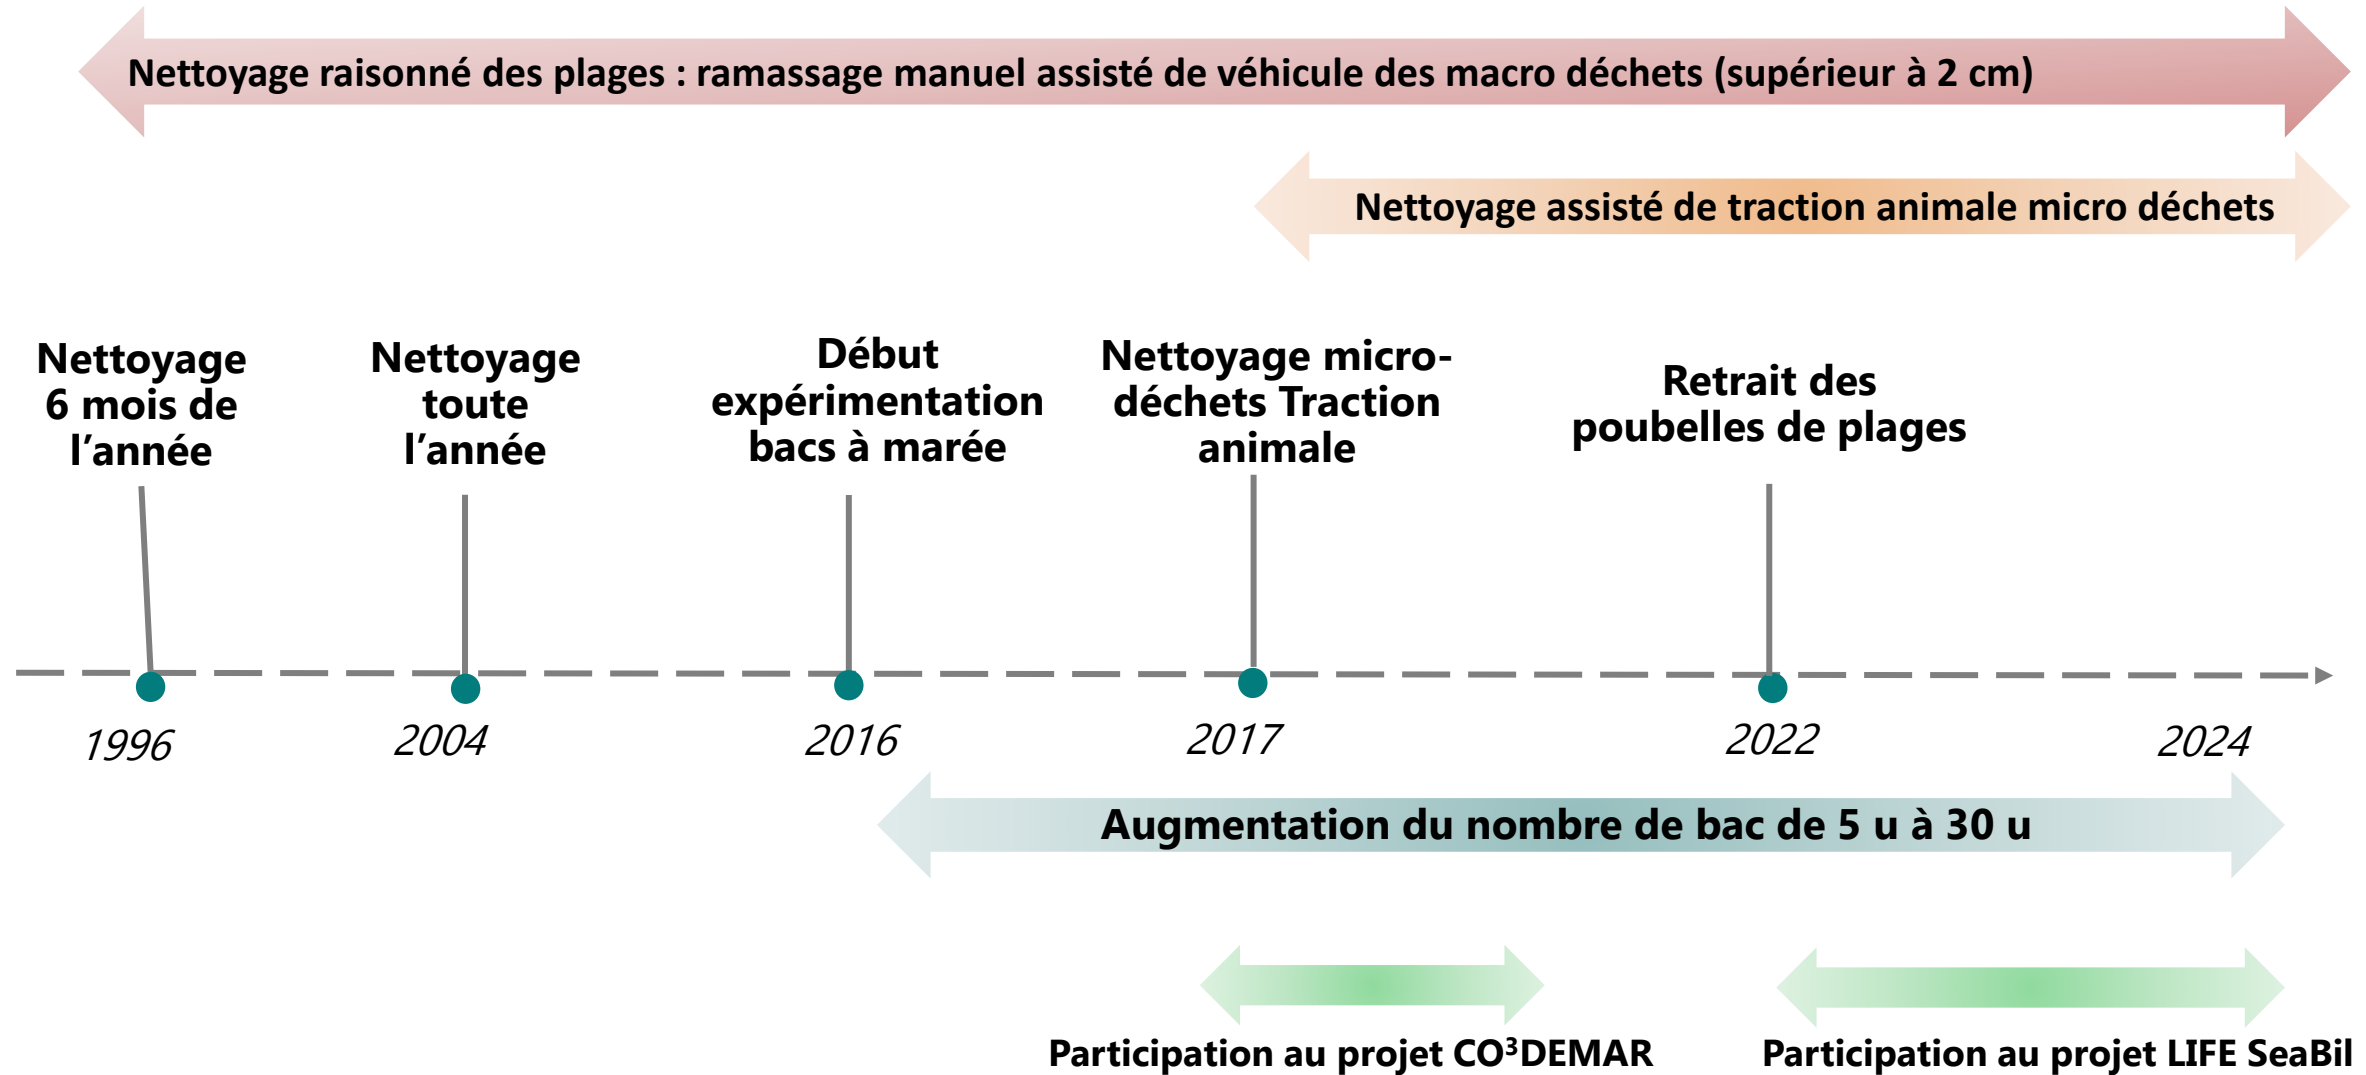 Nettoyage raisonné des plages : ramassage manuel assisté de véhicule des macro déchets (supérieur à 2 cm)
Nettoyage assisté de traction animale micro déchets
Nettoyage
6 mois de
l’année
Nettoyage
toute
l’année
Début
expérimentation
bacs à marée
Nettoyage micro-
déchets Traction
animale
Retrait des
poubelles de plages
1996
2004
2016
2017
2022
2024
Augmentation du nombre de bac de 5 u à 30 u
Participation au projet CO³DEMAR
Participation au projet LIFE SeaBil